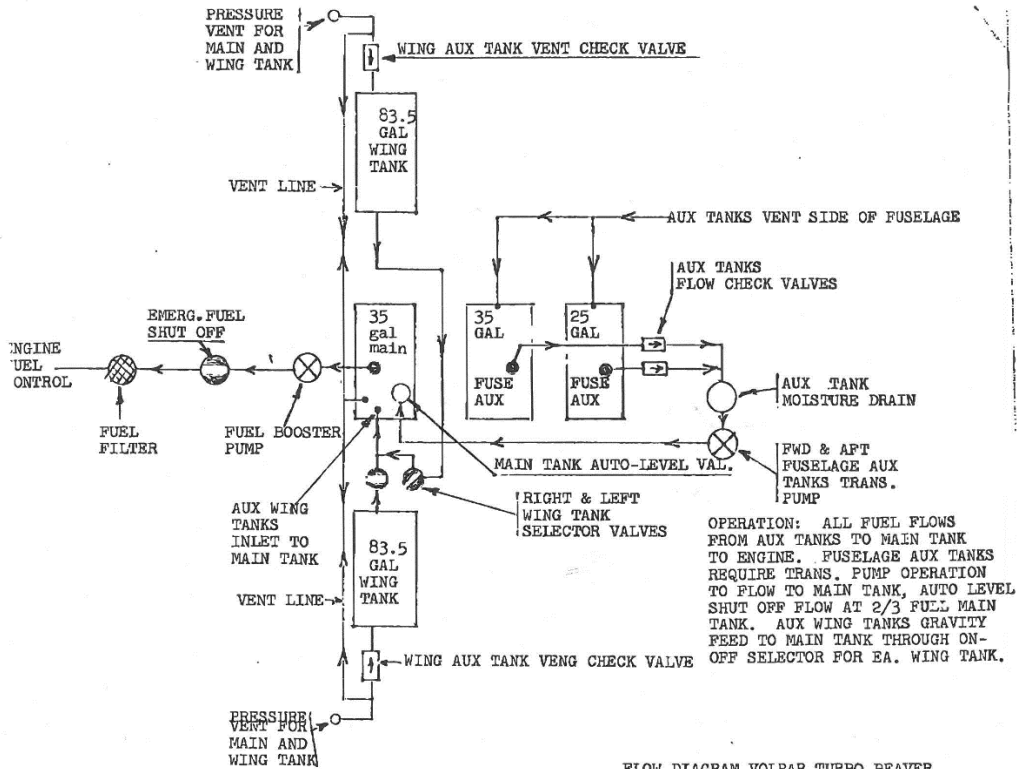 PRESSURE
VENT FOR
MAIN AND
WING TANK
WING AUX TANK VENT CHECK VALVE
83.5
GAL
WING
TANK
VENT LINE
AUX TANKS VENT SIDE OF FUSELAGE
AUX TANKS
FLOW CHECK VALVES
EMERG.FUEL
SHUT OFF
35
gal
main
35
GAL
FUSE
AUX
25
GAL
FUSE
AUX
NGINE
UEL
ONTROL
AUX TANK
MOISTURE DRAIN
FUEL
FILTER
FUEL BOOSTER
PUMP
MAIN TANK AUTO-LEVEL VAL.
FWD & AFT
FUSELAGE AUX
TANKS TRANS.
PUMP
AUX WING
TANKS
INLET TO
MAIN TANK
RIGHT & LEFT
WING TANK
SELECTOR VALVES
83.5
GAL
WING
TANK
VENT LINE
OPERATION: ALL FUEL FLOWS
FROM AUX TANKS TO MAIN TANK
TO ENGINE. FUSELAGE AUX TANKS
REQUIRE TRANS. PUMP OPERATION
TO FLOW TO MAIN TANK, AUTO LEVEL
SHUT OFF FLOW AT 2/3 FULL MAIN
TANK. AUX WING TANKS GRAVITY
FEED TO MAIN TANK THROUGH ON-
OFF SELECTOR FOR EA. WING TANK.
WING AUX TANK VENG CHECK VALVE
PRESSURE
VENT FOR
MAIN AND
WING TANK
FLOW DIAGRAM VOLPAR TURBO BEAVER